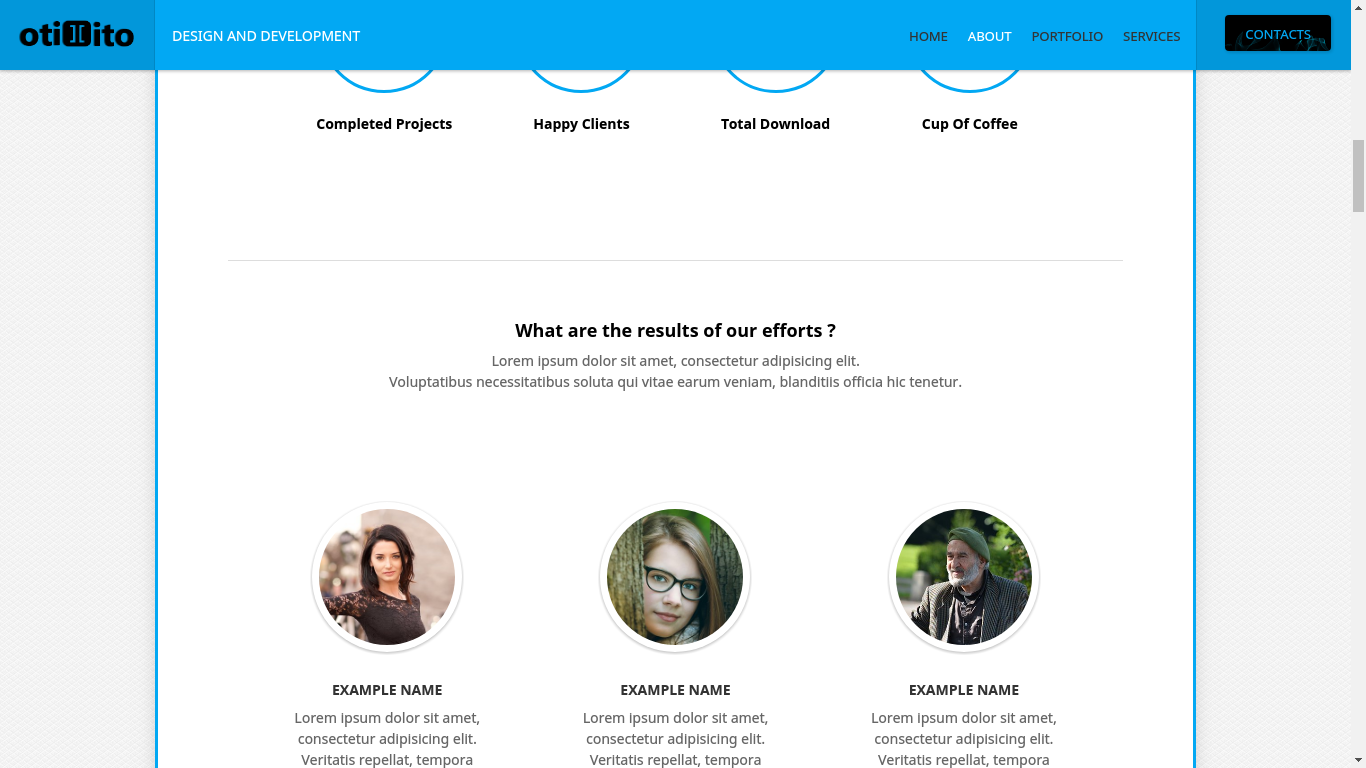 DESIGN AND DEVELOPMENT
HOME ABOUT PORTFOLIO SERVICES
CONTACTS
Completed Projects
Happy Clients
Total Download
Cup Of Coffee
What are the results of our efforts ?
Lorem ipsum dolor sit amet, consectetur adipisicing elit.
Voluptatibus necessitatibus soluta qui vitae earum veniam, blanditiis officia hic tenetur.
EXAMPLE NAME
Lorem ipsum dolor sit amet,
consectetur adipisicing elit.
Veritatis repellat, tempora
EXAMPLE NAME
Lorem ipsum dolor sit amet,
consectetur adipisicing elit.
Veritatis repellat, tempora
EXAMPLE NAME
Lorem ipsum dolor sit amet,
consectetur adipisicing elit.
Veritatis repellat, tempora